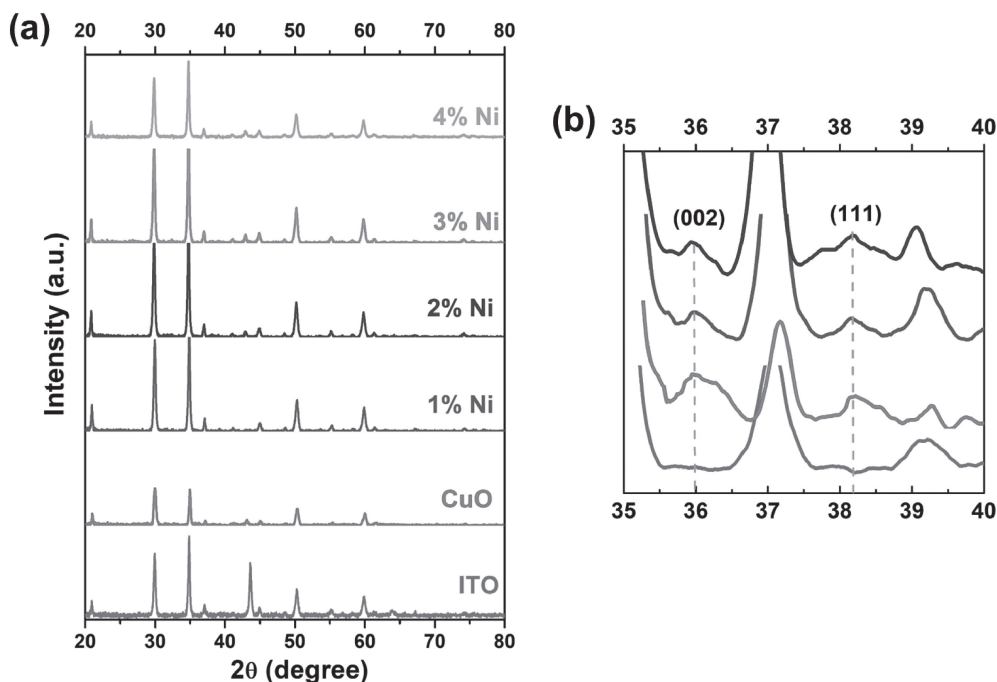 (a)
20 30 40 50 60 70 80
4% Ni
3% Ni
2% Ni
1% Ni
CuO
ITO
Intensity (a.u.)
20 30 40 50 60 70 80
2θ (degree)
(b)
35 36 37 38 39 40
(002) (111)
35 36 37 38 39 40